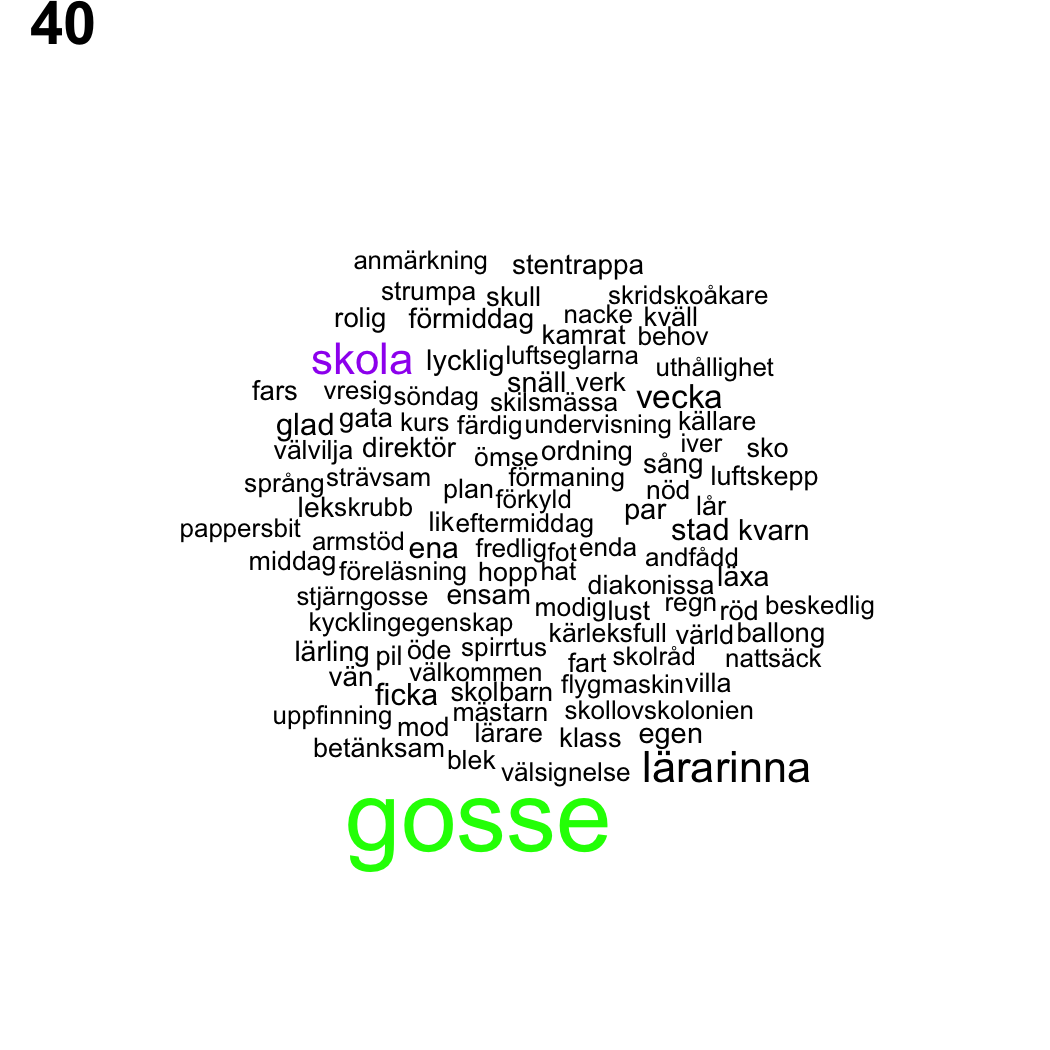 40
anmärkning stentrappa
strumpa skull skridskoåkare
rolig förmiddag nacke kväll
kamrat behov
skola lycklig luftseglarna uthållighet
fars vresig söndag snäll verk vecka
skilsmässa
glad gata kurs färdig undervisning källare
välvilja direktör ömse ordning iver sko
språng strävsam förmaning sång luftskepp
lekskrubb plan förkyld nöd
par lår
pappersbit lik eftermiddag stad kvarn
armstöd ena fredlig fot enda andfådd
middag föreläsning hopp hat diakonissa läxa
stjärngosse ensam modig lust regn röd beskedlig
kycklingegenskap kärleksfull värld ballong
lärling pil öde spirrtus fart skolråd nattsäck
vän välkommen flygmaskin villa
ficka skolbarn
uppfinning mod mästarn skollovskolonien
betänksam lärare klass egen
blek välsignelse lärarinna
gosse